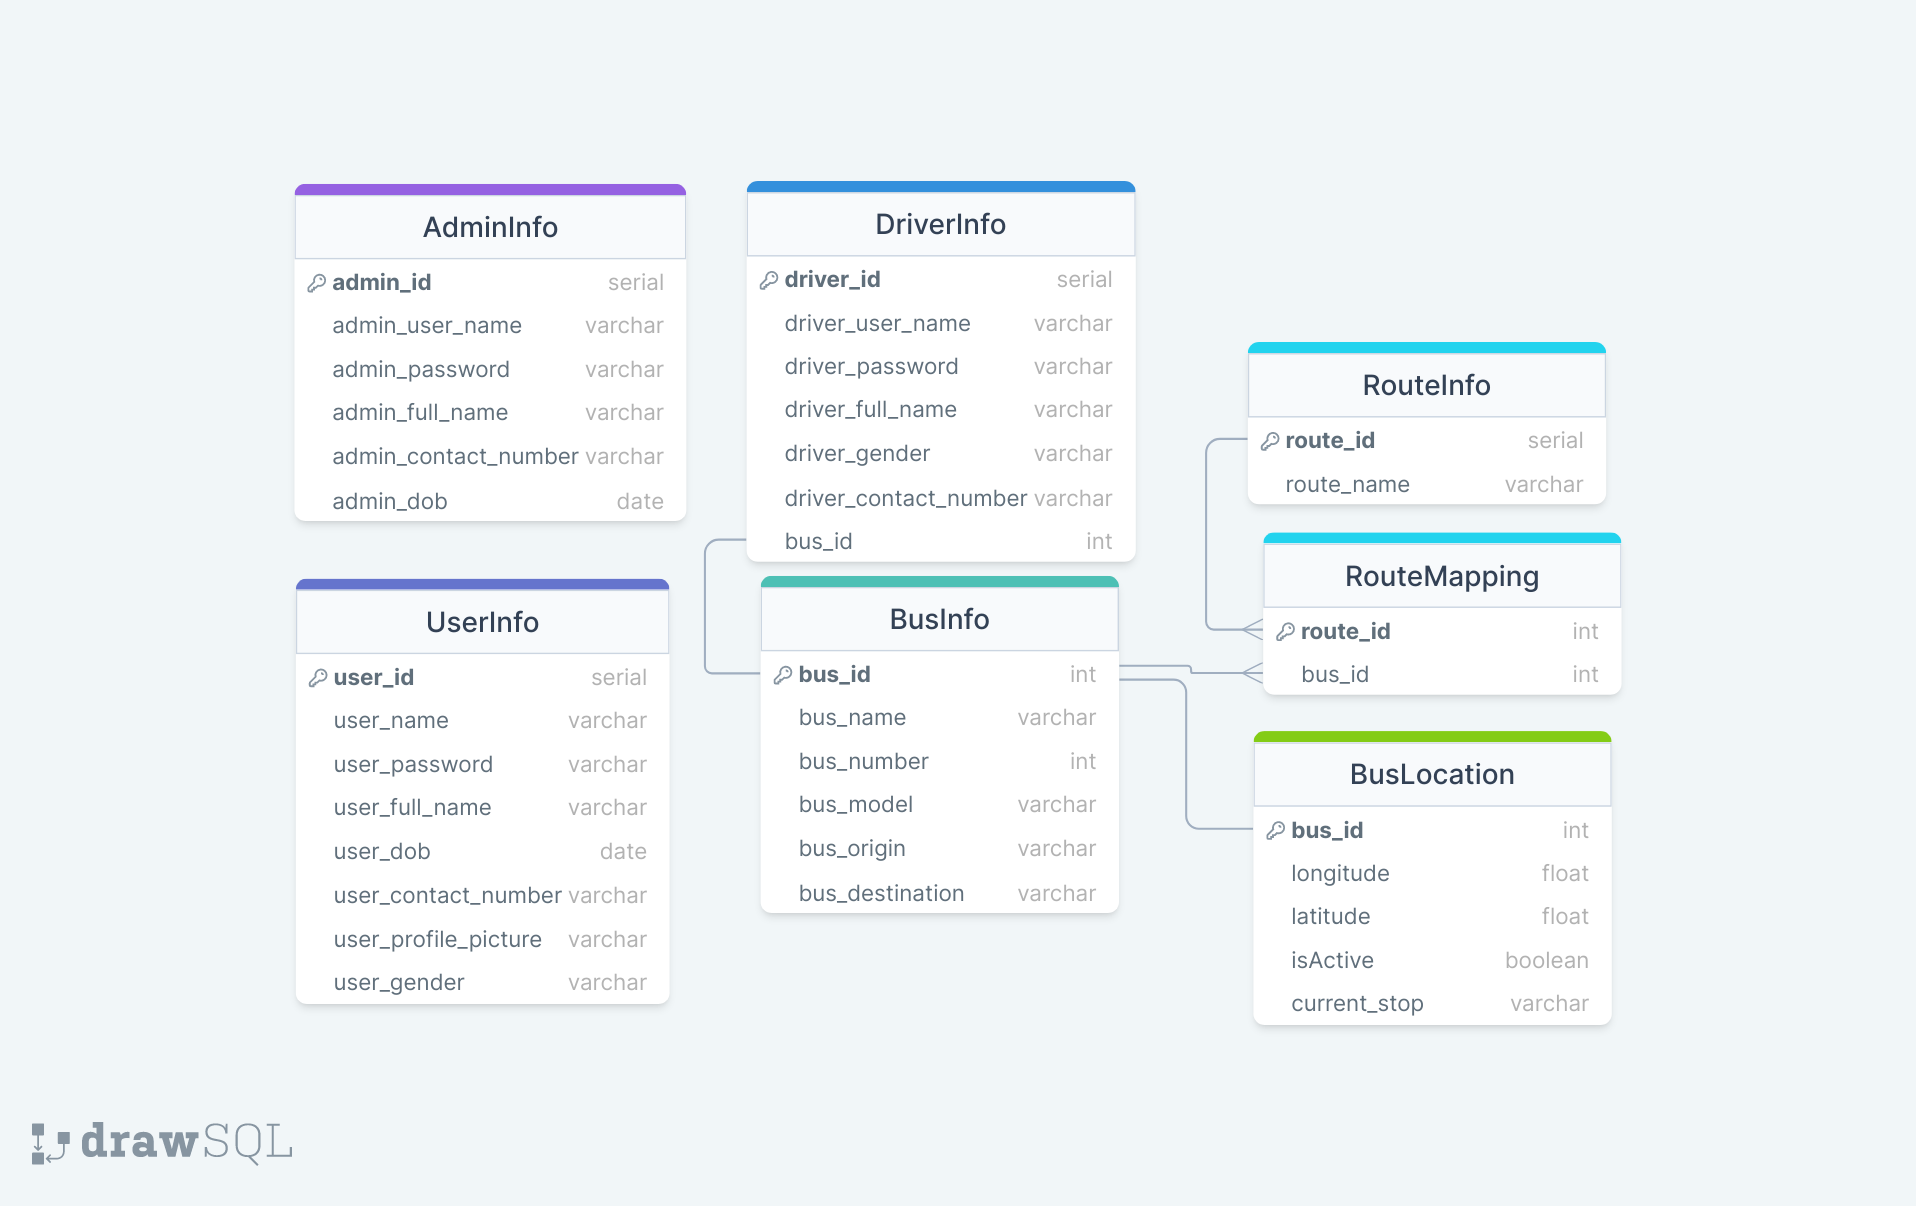 AdminInfo
admin_id serial
admin_user_name varchar
admin_password varchar
admin_full_name varchar
admin_contact_number varchar
admin_dob date
DriverInfo
driver_id serial
driver_user_name varchar
driver_password varchar
driver_full_name varchar
driver_gender varchar
driver_contact_number varchar
bus_id int
RouteInfo
route_id serial
route_name varchar
RouteMapping
route_id int
bus_id int
UserInfo
user_id serial
user_name varchar
user_password varchar
user_full_name varchar
user_dob date
user_contact_number varchar
user_profile_picture varchar
user_gender varchar
BusInfo
bus_id int
bus_name varchar
bus_number int
bus_model varchar
bus_origin varchar
bus_destination varchar
BusLocation
bus_id int
longitude float
latitude float
isActive boolean
current_stop varchar
drawSQL